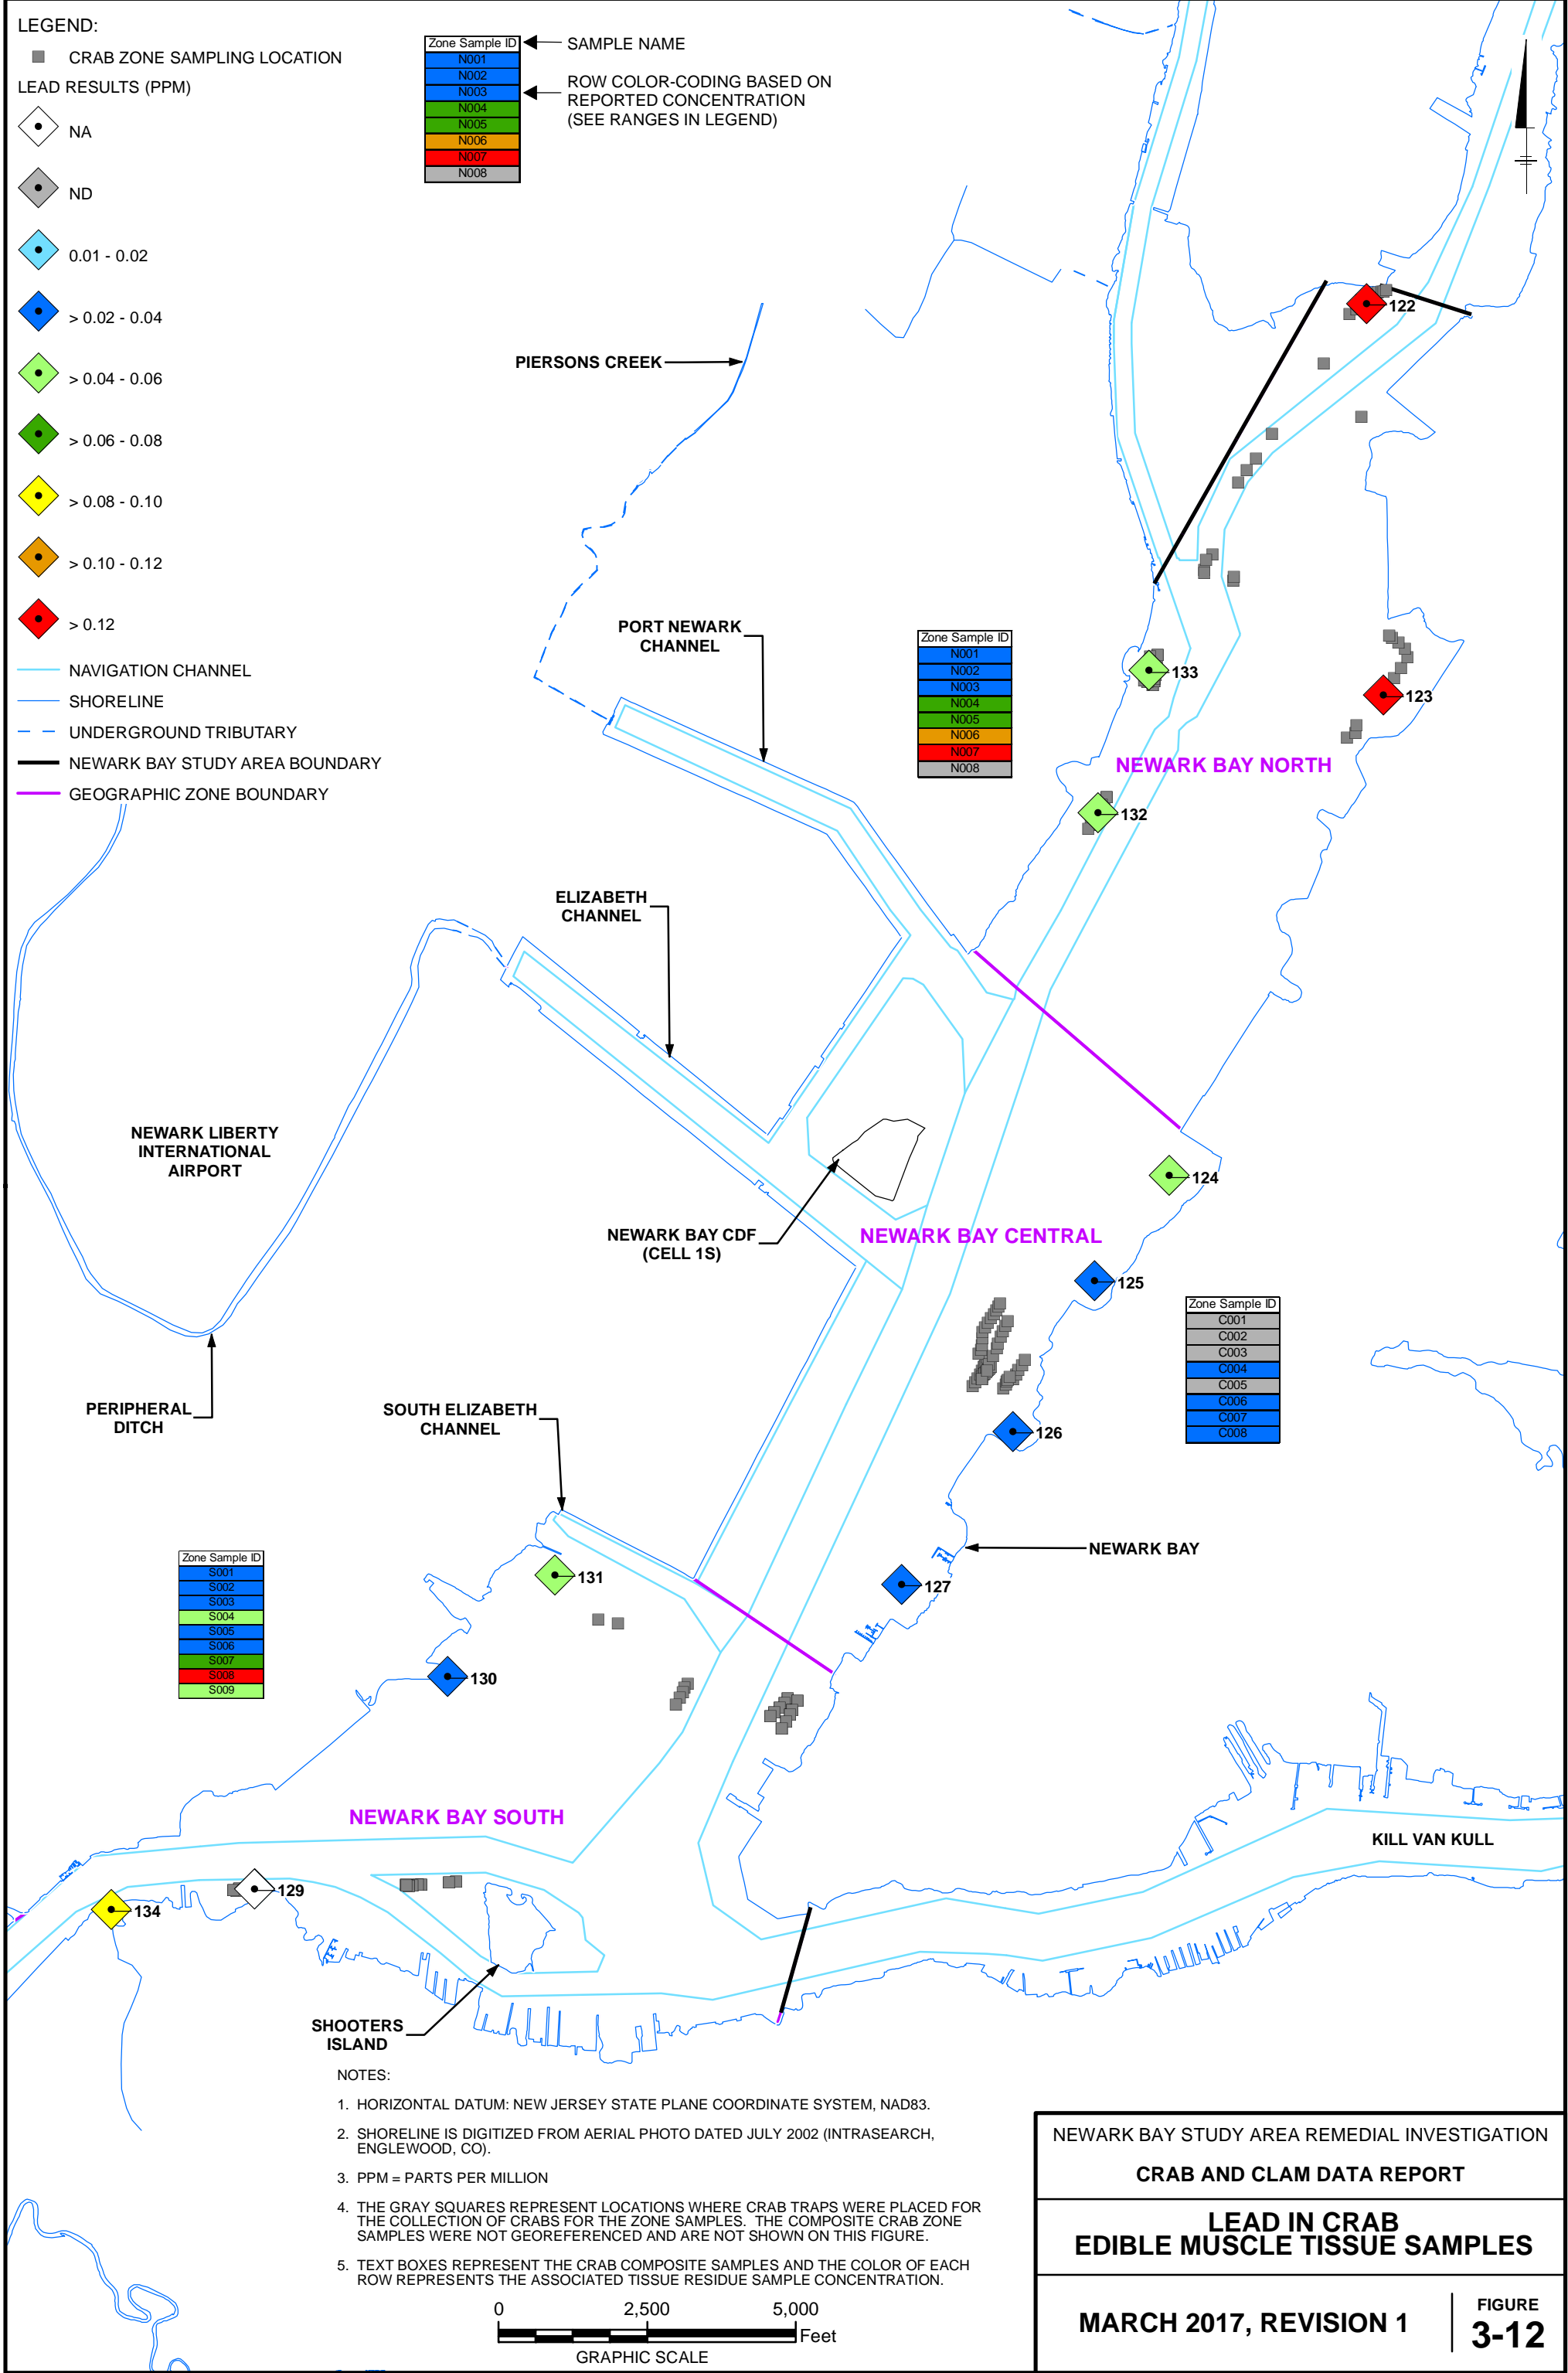 LEGEND:
CRAB ZONE SAMPLING LOCATION
LEAD RESULTS (PPM)
NA
ND
0.01 - 0.02
> 0.02 - 0.04
> 0.04 - 0.06
> 0.06 - 0.08
> 0.08 - 0.10
> 0.10 - 0.12
> 0.12
NAVIGATION CHANNEL
SHORELINE
UNDERGROUND TRIBUTARY
NEWARK BAY STUDY AREA BOUNDARY
GEOGRAPHIC ZONE BOUNDARY
Zone Sample ID
N001
N002
N003
N004
N005
N006
N007
N008
SAMPLE NAME
ROW COLOR-CODING BASED ON
REPORTED CONCENTRATION
(SEE RANGES IN LEGEND)
122
PIERSONS CREEK
PORT NEWARK
CHANNEL
Zone Sample ID
N001
N002
N003
N004
N005
N006
N007
N008
133
123
NEWARK BAY NORTH
132
ELIZABETH
CHANNEL
NEWARK LIBERTY
INTERNATIONAL
AIRPORT
124
NEWARK BAY CDF
(CELL 1S)
NEWARK BAY CENTRAL
125
Zone Sample ID
C001
C002
C003
C004
C005
C006
C007
C008
PERIPHERAL
DITCH
SOUTH ELIZABETH
CHANNEL
126
NEWARK BAY
Zone Sample ID
S001
S002
S003
S004
S005
S006
S007
S008
S009
131
127
130
NEWARK BAY SOUTH
KILL VAN KULL
129
134
SHOOTERS
ISLAND
NOTES:
1. HORIZONTAL DATUM: NEW JERSEY STATE PLANE COORDINATE SYSTEM, NAD83.
2. SHORELINE IS DIGITIZED FROM AERIAL PHOTO DATED JULY 2002 (INTRASEARCH,
ENGLEWOOD, CO).
3. PPM = PARTS PER MILLION
4. THE GRAY SQUARES REPRESENT LOCATIONS WHERE CRAB TRAPS WERE PLACED FOR
THE COLLECTION OF CRABS FOR THE ZONE SAMPLES. THE COMPOSITE CRAB ZONE
SAMPLES WERE NOT GEOREFERENCED AND ARE NOT SHOWN ON THIS FIGURE.
5. TEXT BOXES REPRESENT THE CRAB COMPOSITE SAMPLES AND THE COLOR OF EACH
ROW REPRESENTS THE ASSOCIATED TISSUE RESIDUE SAMPLE CONCENTRATION.
0 2,500 5,000
Feet
GRAPHIC SCALE
NEWARK BAY STUDY AREA REMEDIAL INVESTIGATION
CRAB AND CLAM DATA REPORT
LEAD IN CRAB
EDIBLE MUSCLE TISSUE SAMPLES
MARCH 2017, REVISION 1
FIGURE
3-12